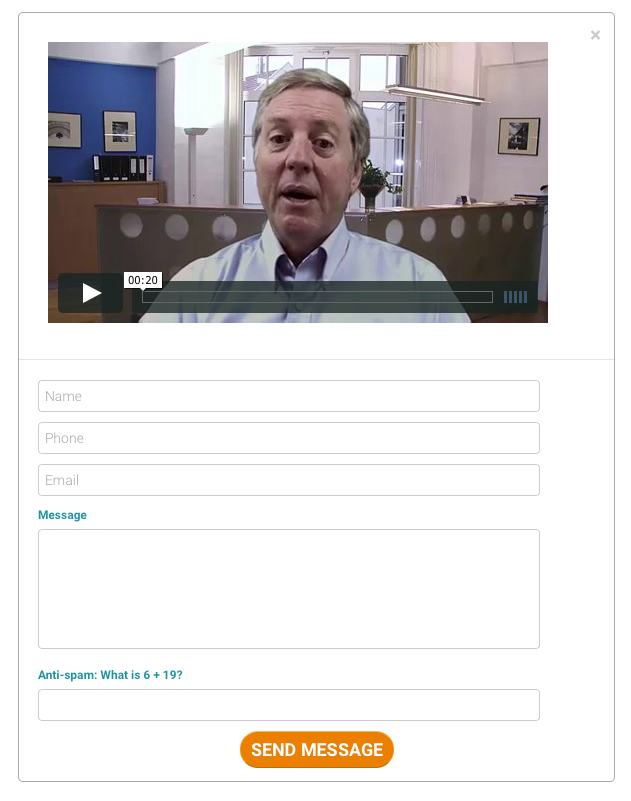 ×
00:20
Name
Phone
Email
Message
Anti-spam: What is 6 + 19?
SEND MESSAGE